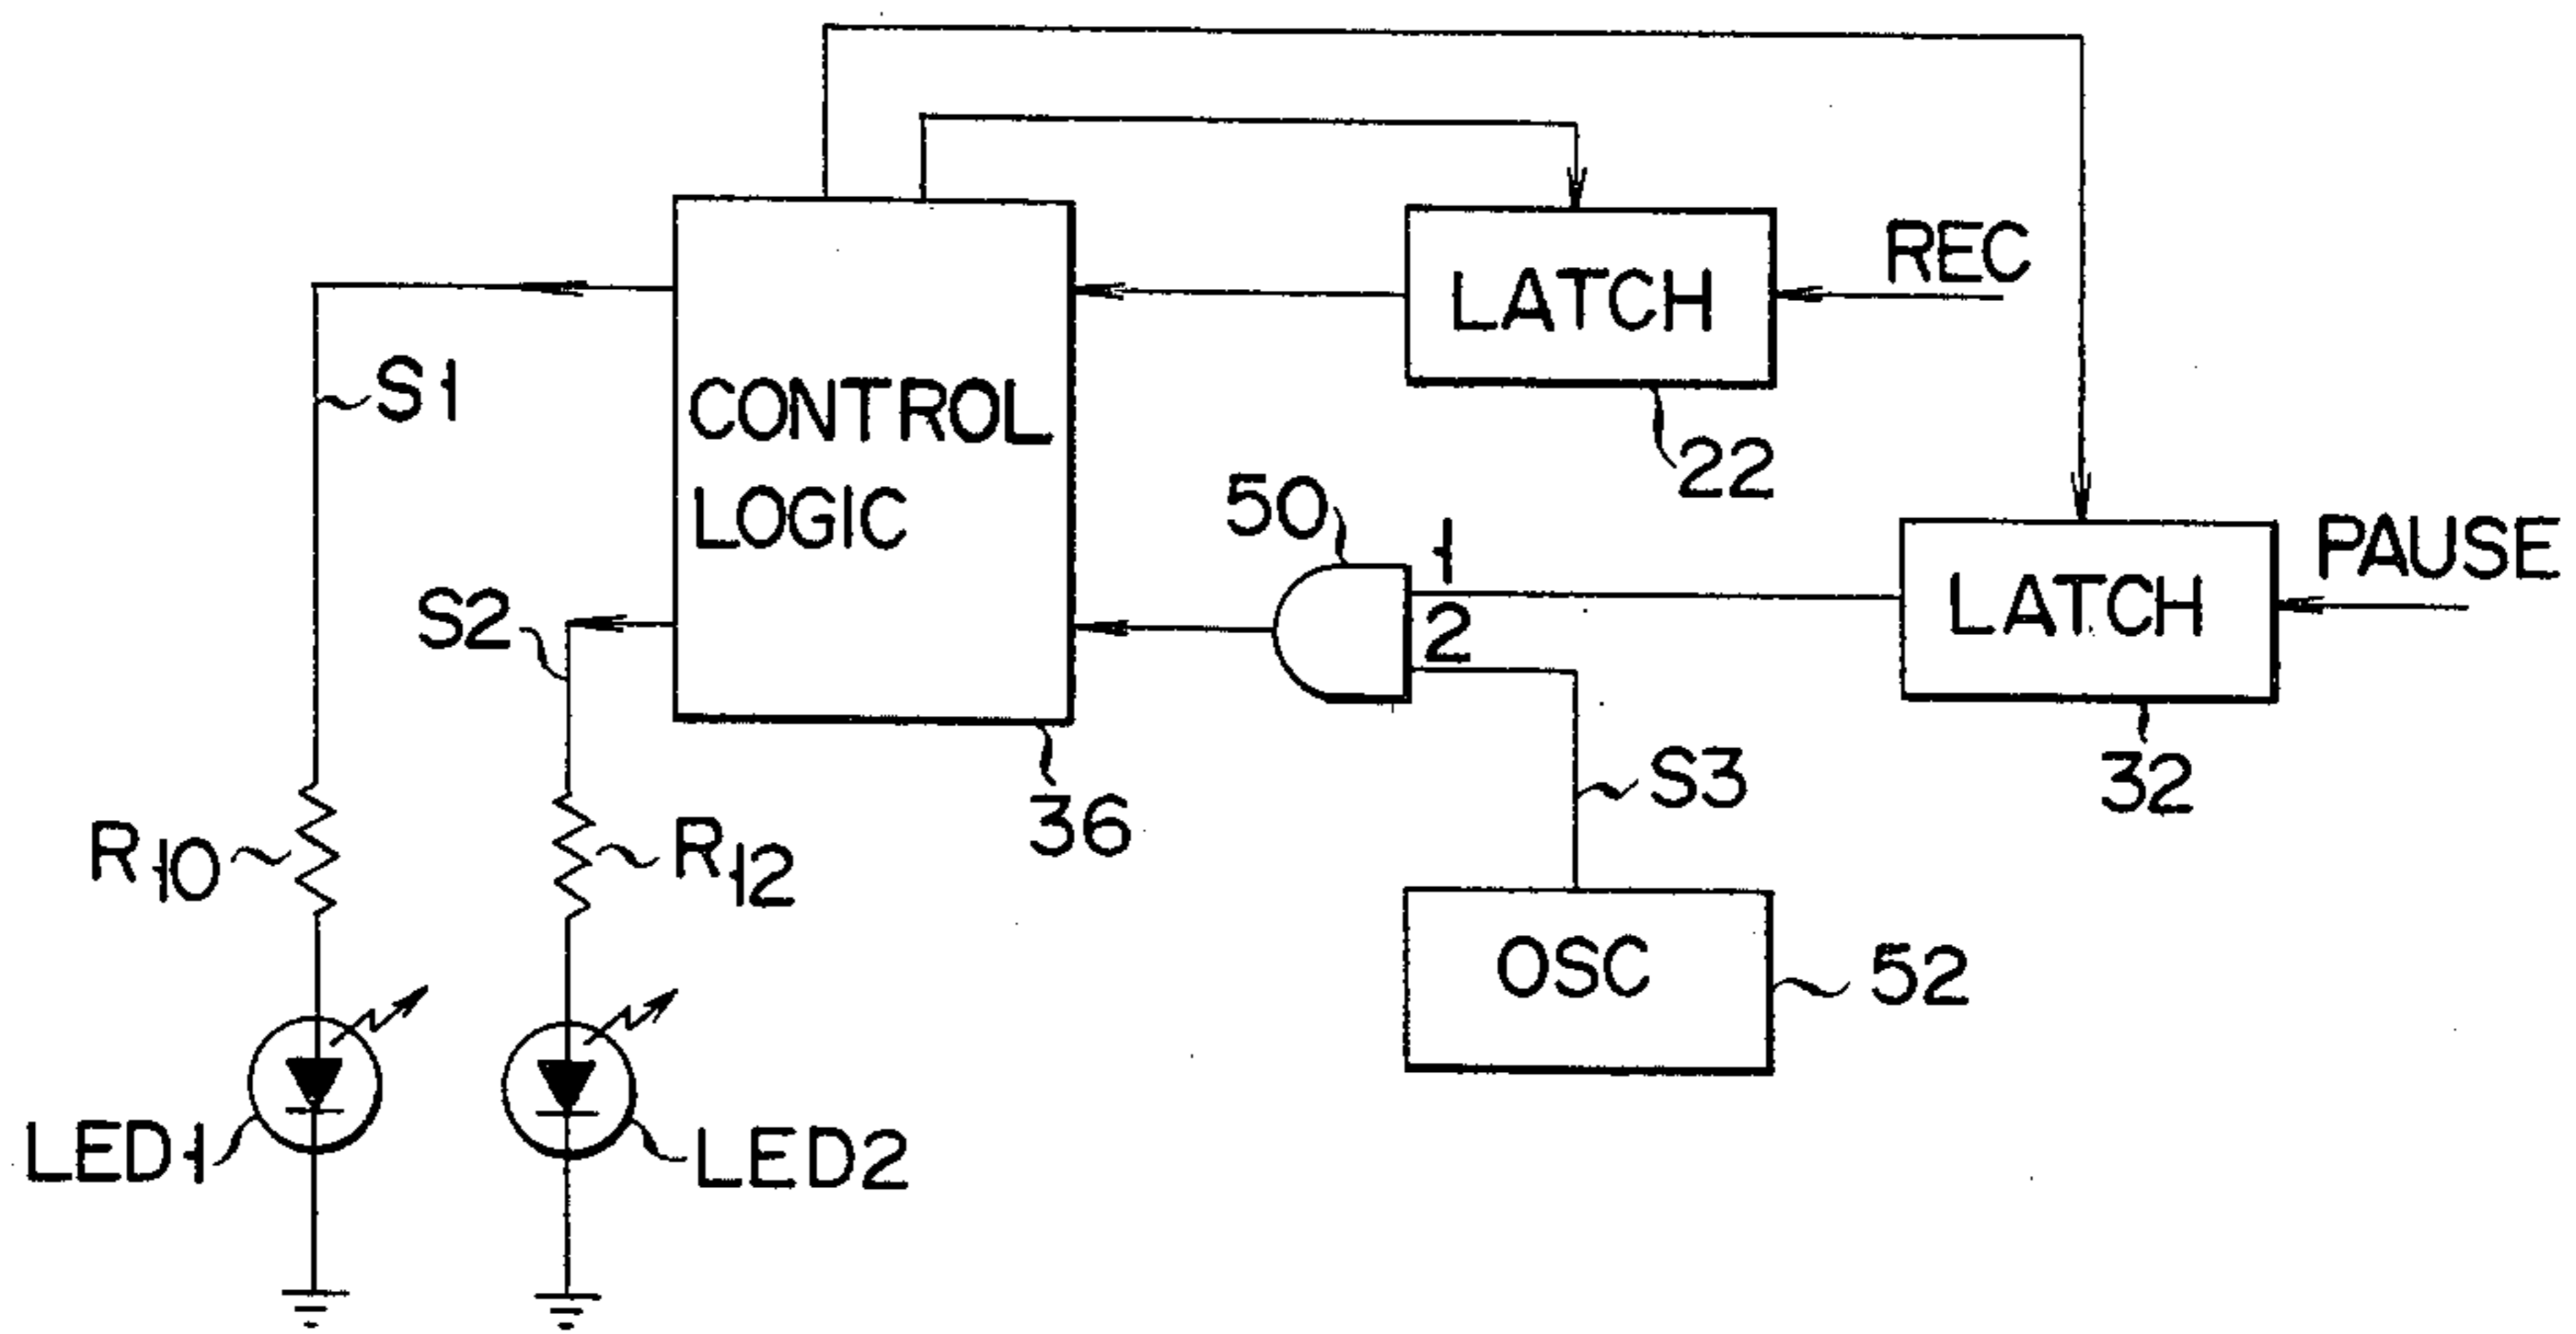 REC
LATCH
S1
CONTROL
LOGIC
22
50
1
PAUSE
S2
2
LATCH
S3
32
36
R10
R12
OSC
52
LED1
LED2